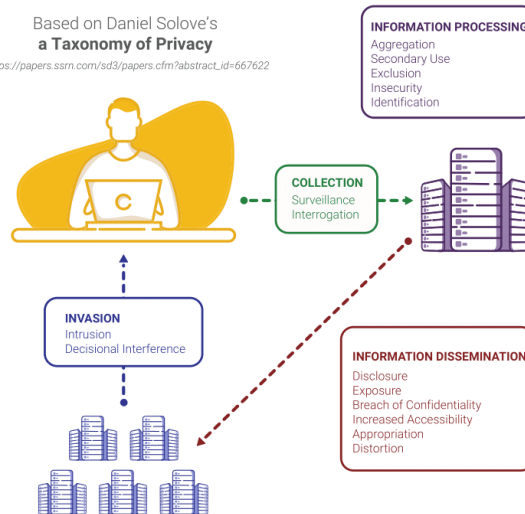 Based on Daniel Solove's
a Taxonomy of Privacy
ps://papers.ssrn.com/sd3/papers.cfm?abstract_id=667622
INFORMATION PROCESSING
Aggregation
Secondary Use
Exclusion
Insecurity
Identification
COLLECTION
Surveillance
Interrogation
INVASION
Intrusion
Decisional Interference
INFORMATION DISSEMINATION
Disclosure
Exposure
Breach of Confidentiality
Increased Accessibility
Appropriation
Distortion